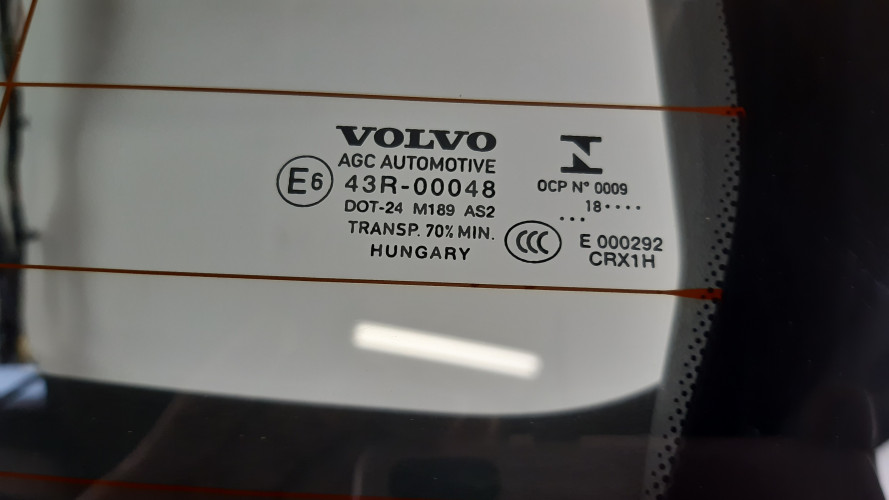 VOLVO
AGC AUTOMOTIVE
E6 43R-00048
DOT-24 M189 AS2
TRANSP. 70% MIN.
HUNGARY
OCP N° 0009
18••••
•••
CCC
E 000292
CRX1H